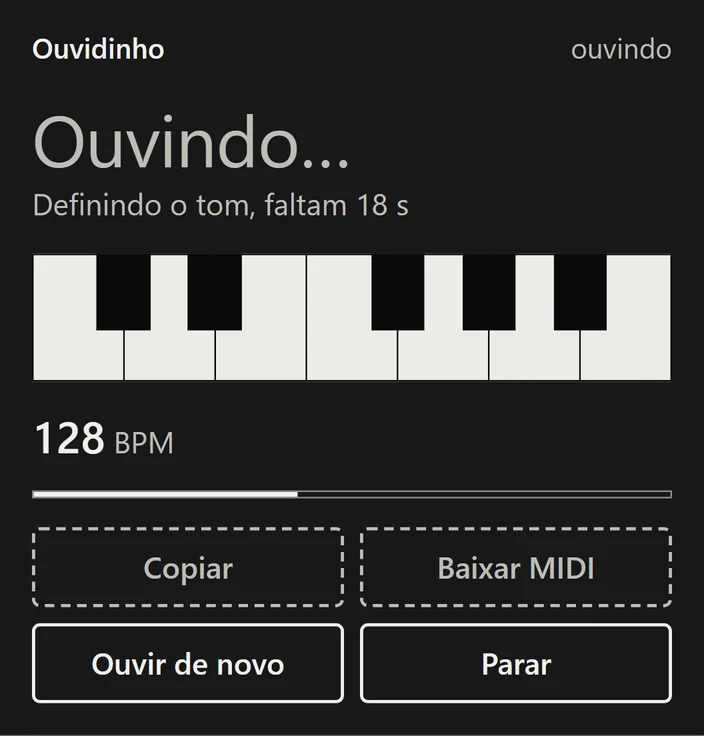 Ouvidinho
ouvindo
Ouvindo...
Definindo o tom, faltam 18 s
128 BPM
Copiar
Baixar MIDI
Ouvir de novo
Parar